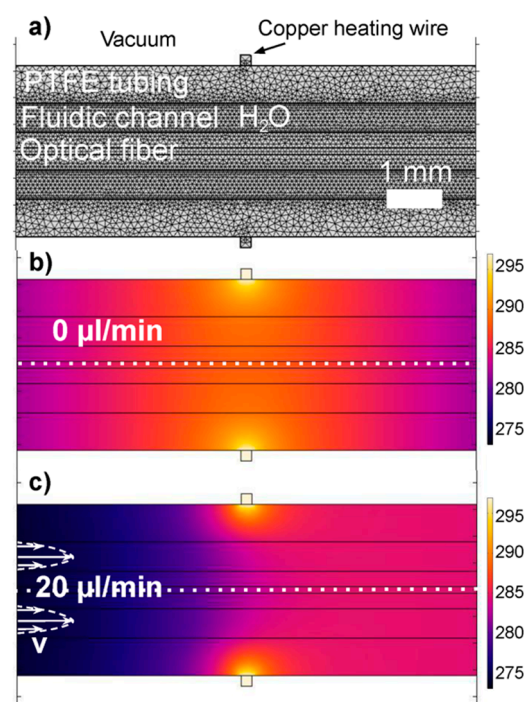 a)
Vacuum
Copper heating wire
PTFE tubing
Fluidic channel H₂O
Optical fiber
1 mm
b)
0 µl/min
295
290
285
280
275
c)
20 µl/min
v
295
290
285
280
275